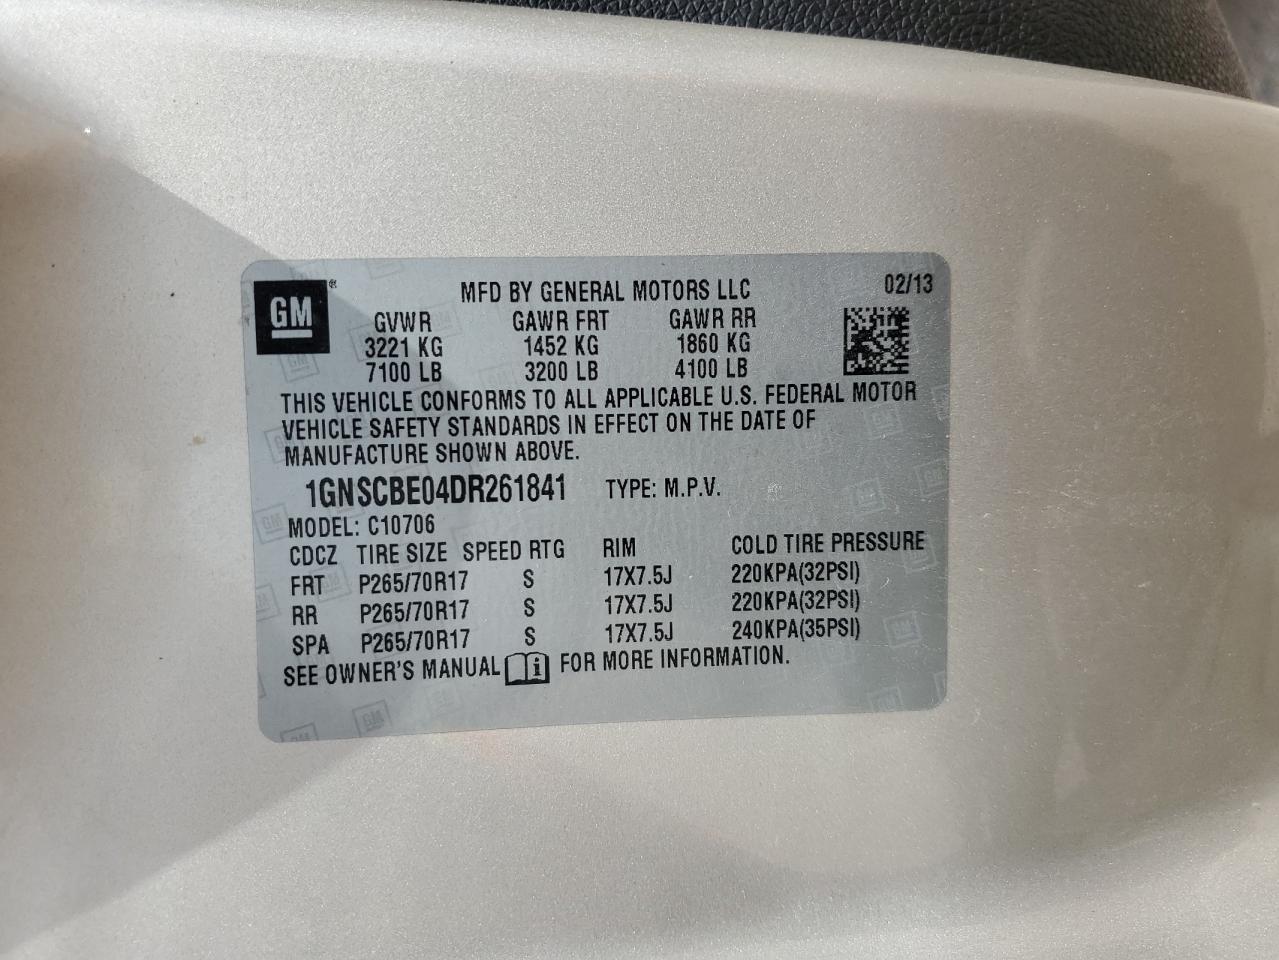 GM®
MFD BY GENERAL MOTORS LLC 02/13
GVWR GAWR FRT GAWR RR
3221 KG 1452 KG 1860 KG
7100 LB 3200 LB 4100 LB
THIS VEHICLE CONFORMS TO ALL APPLICABLE U.S. FEDERAL MOTOR
VEHICLE SAFETY STANDARDS IN EFFECT ON THE DATE OF
MANUFACTURE SHOWN ABOVE.
1GNSCBE04DR261841 TYPE: M.P.V.
MODEL: C10706
CDCZ TIRE SIZE SPEED RTG RIM COLD TIRE PRESSURE
FRT P265/70R17 S 17X7.5J 220KPA(32PSI)
RR P265/70R17 S 17X7.5J 220KPA(32PSI)
SPA P265/70R17 S 17X7.5J 240KPA(35PSI)
SEE OWNER'S MANUAL i FOR MORE INFORMATION.